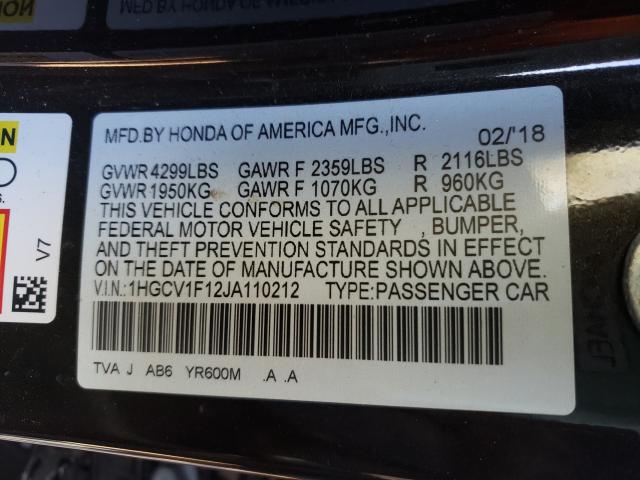 MFD.BY HONDA OF AMERICA MFG.,INC. 02/'18
GVWR 4299LBS GAWR F 2359LBS R 2116LBS
GVWR 1950KG GAWR F 1070KG R 960KG
THIS VEHICLE CONFORMS TO ALL APPLICABLE
FEDERAL MOTOR VEHICLE SAFETY , BUMPER,
AND THEFT PREVENTION STANDARDS IN EFFECT
ON THE DATE OF MANUFACTURE SHOWN ABOVE.
V.I.N.:1HGCV1F12JA110212 TYPE:PASSENGER CAR
TVA J AB6 YR600M .A .A
V7